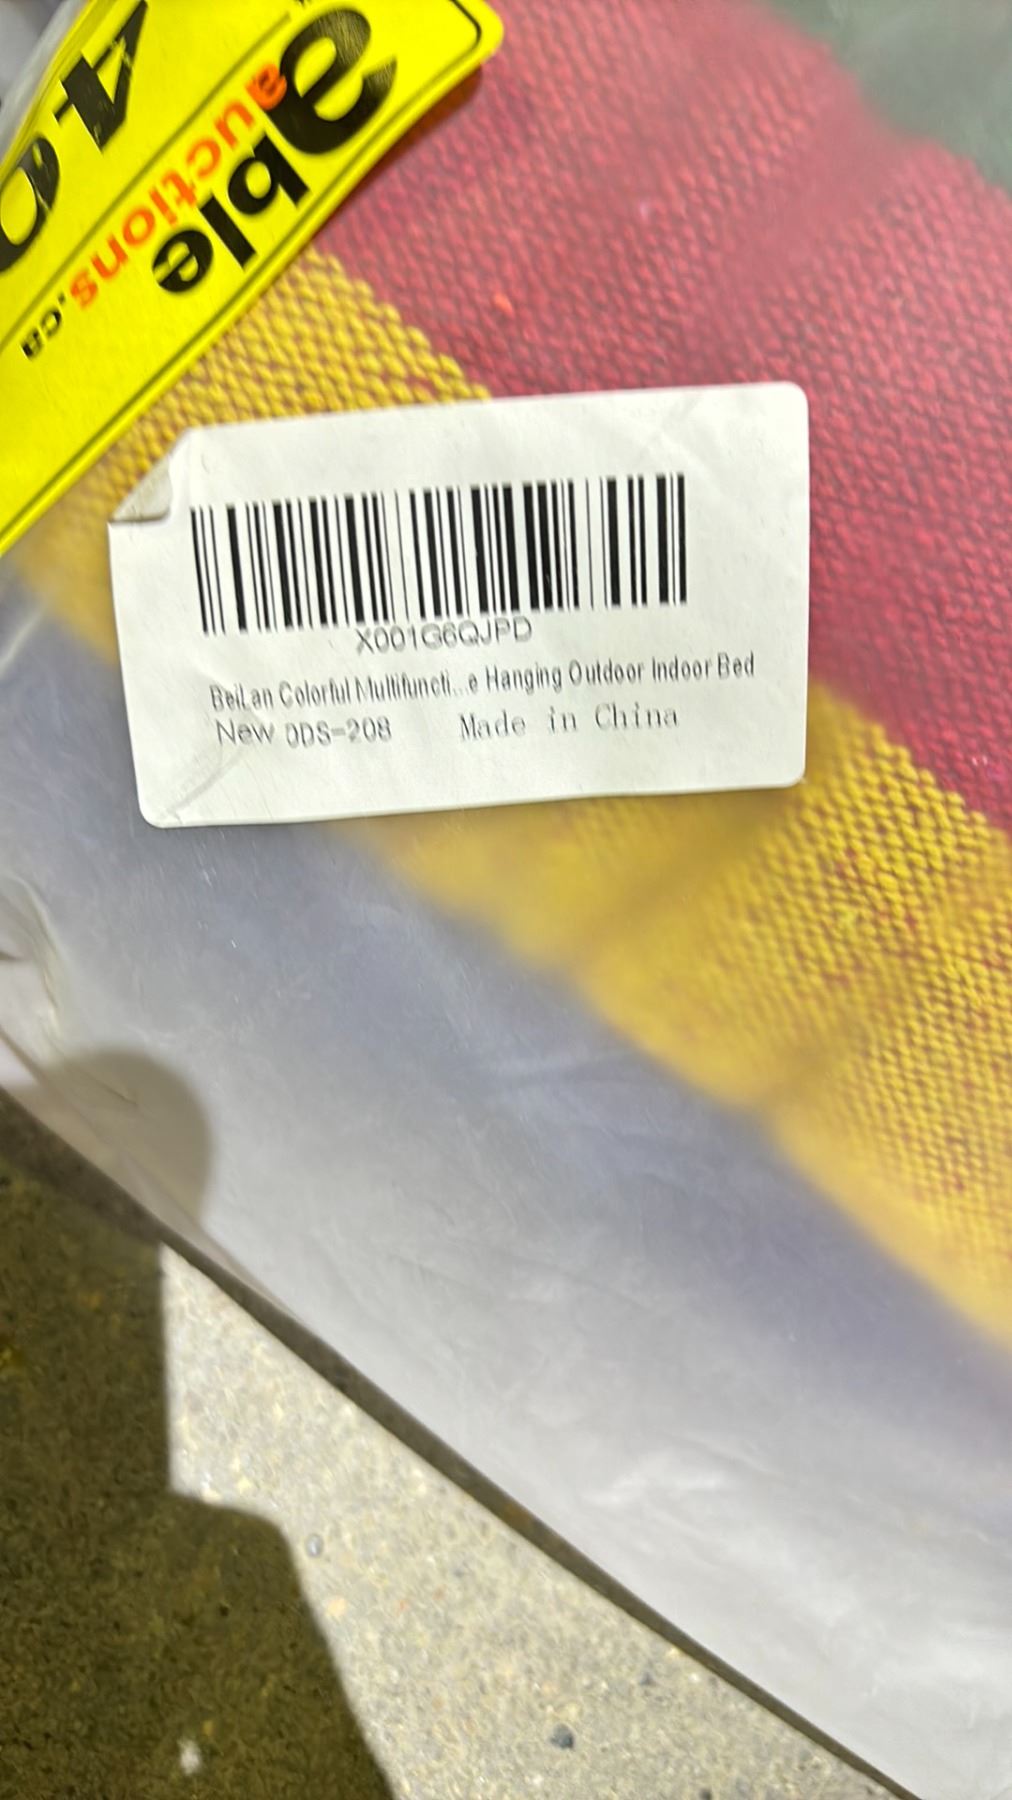 able
auctions.ca
X001G6QJPD
BeiLan Colorful Multifuncti...e Hanging Outdoor Indoor Bed
New DDS-208 Made in China